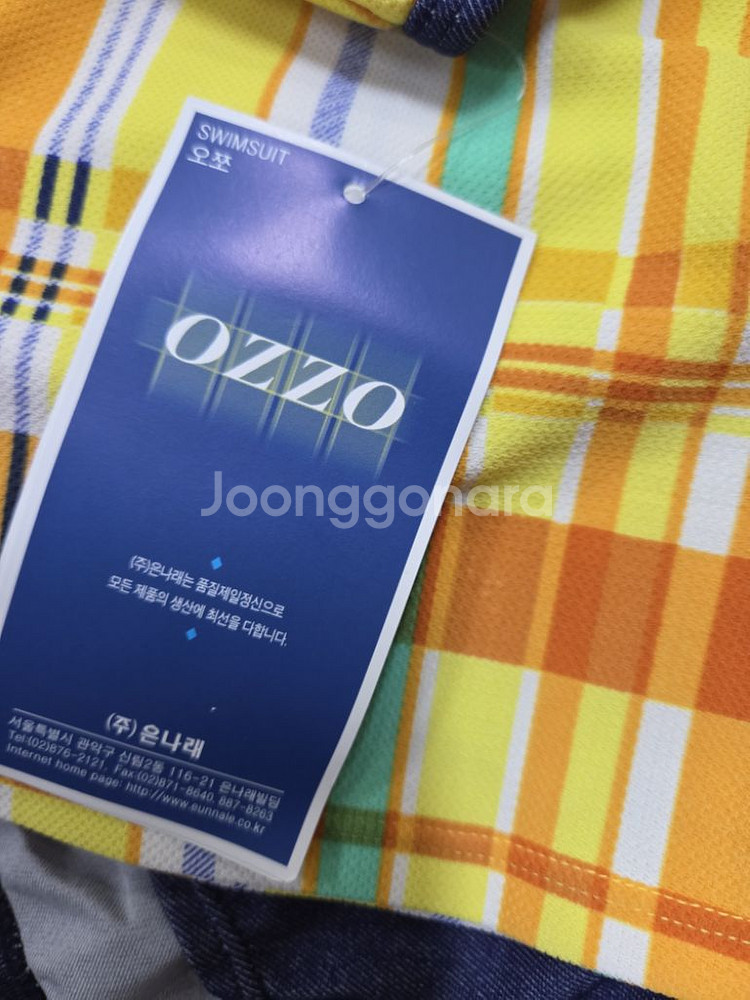 SWIMSUIT
오쪼
OZZO
Joonggonara
(주)은나래는 품질제일정신으로
모든 제품의 생산에 최선을 다합니다.
(주) 은나래
서울특별시 관악구 신림2동 116-21 은나래빌딩
Tel:(02)876-2121, Fax:(02)871-8640, 887-8263
Internet home page: http://www.eunnale.co.kr